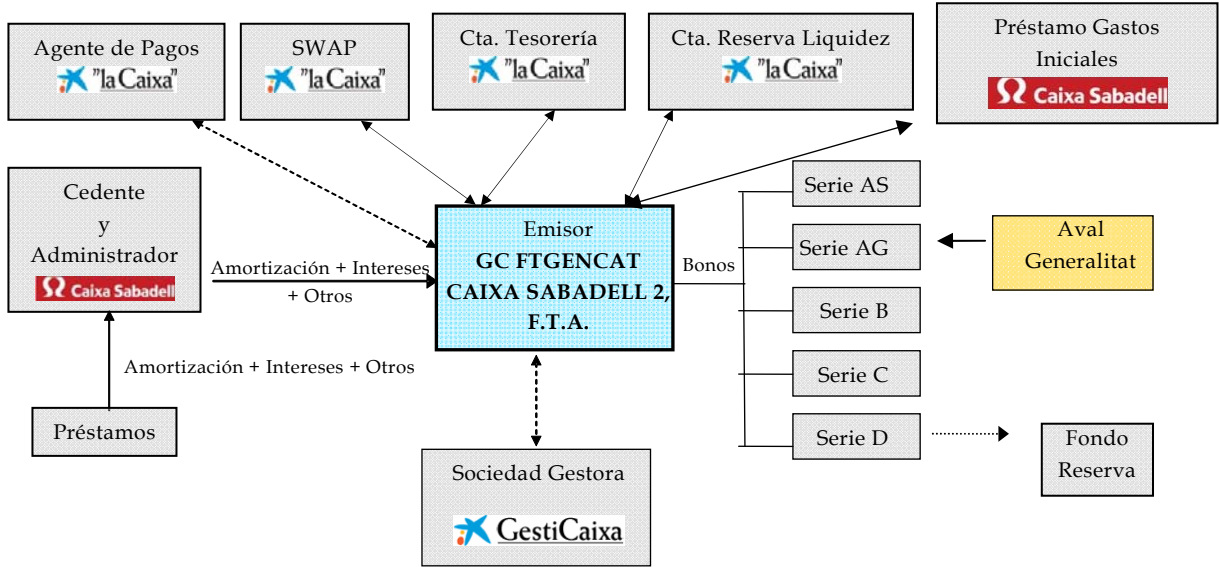 Agente de Pagos
"la Caixa"
SWAP
"la Caixa"
Cta. Tesorería
"la Caixa"
Cta. Reserva Liquidez
"la Caixa"
Préstamo Gastos
Iniciales
Caixa Sabadell
Cedente
y
Administrador
Caixa Sabadell
Amortización + Intereses
+ Otros
Emisor
GC FTGENCAT
CAIXA SABADELL 2,
F.T.A.
Bonos
Serie AS
Serie AG
Serie B
Serie C
Serie D
Aval
Generalitat
Amortización + Intereses + Otros
Préstamos
Fondo
Reserva
Sociedad Gestora
GestiCaixa